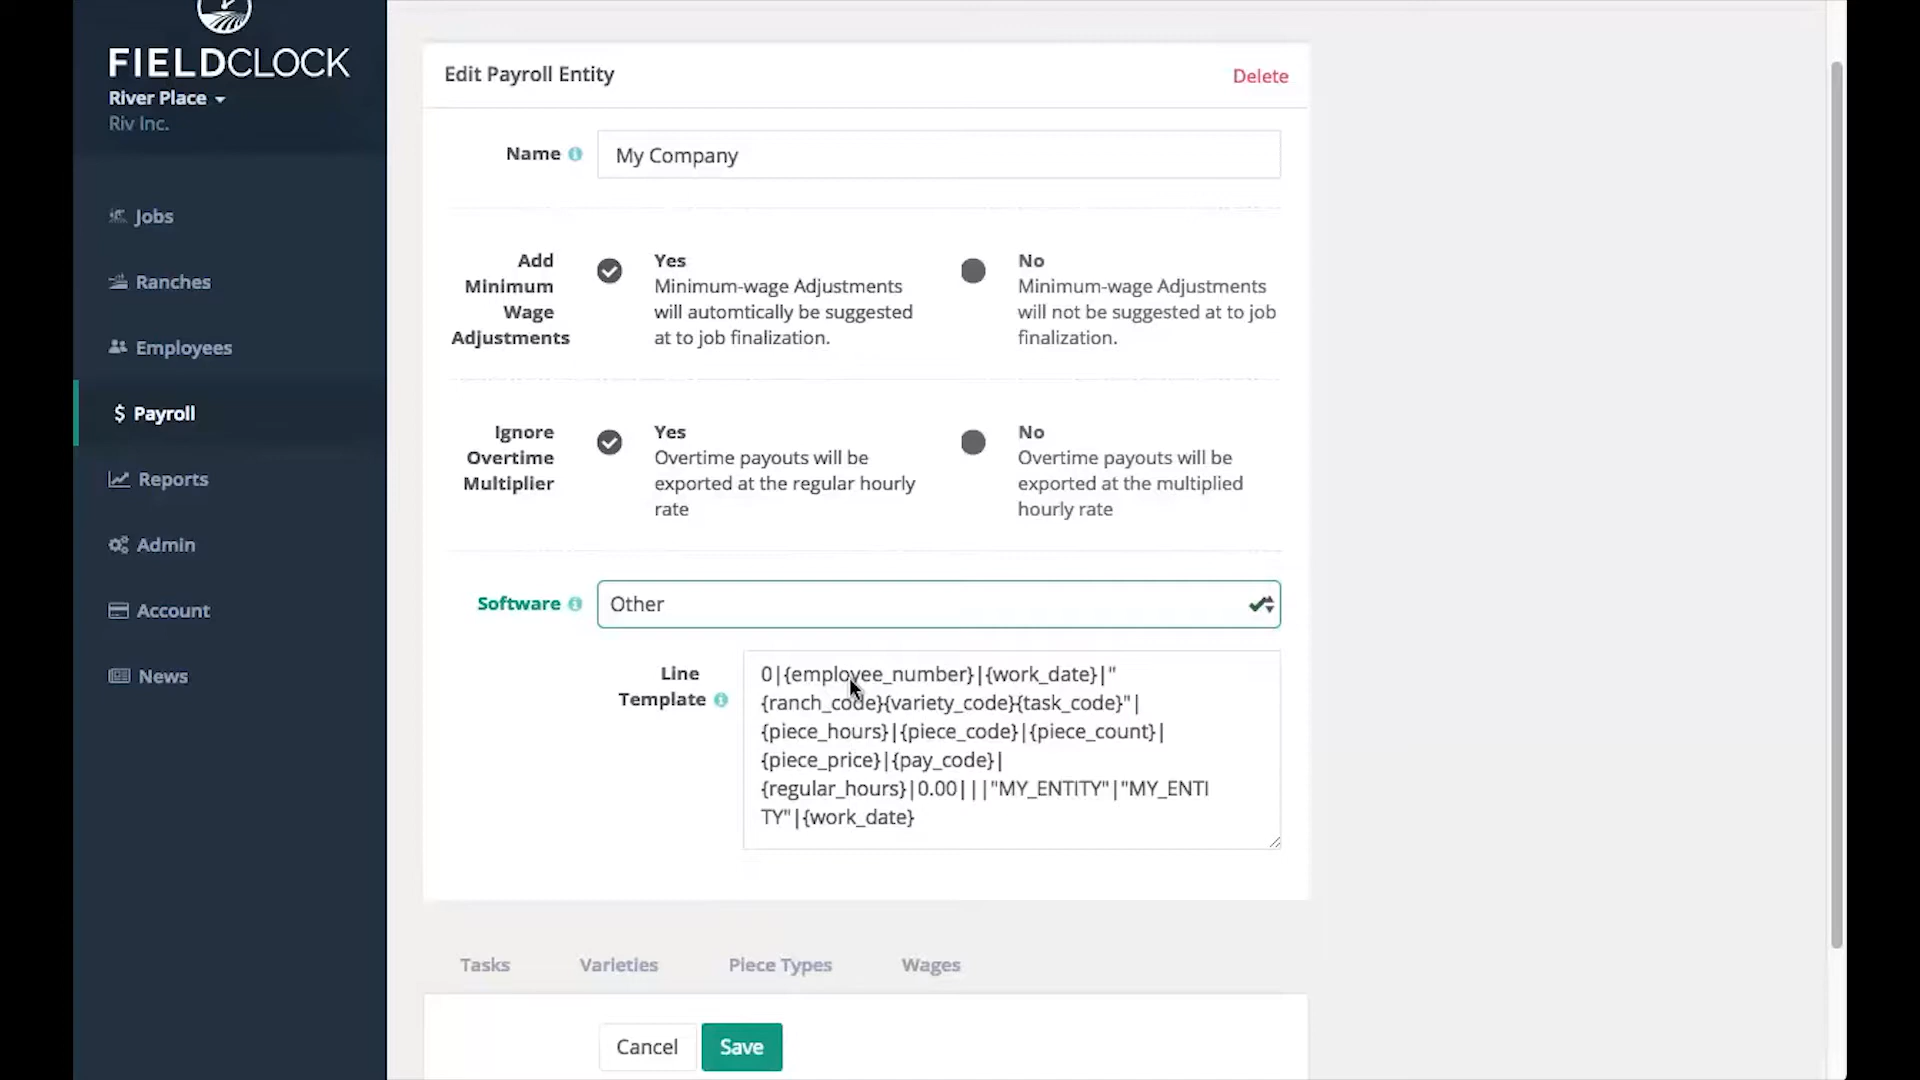 FIELDCLOCK
River Place
Riv Inc.
Jobs
Ranches
Employees
$ Payroll
Reports
Admin
Account
News
Edit Payroll Entity
Delete
Name
My Company
Add
Minimum
Wage
Adjustments
Yes
Minimum-wage Adjustments
will automtically be suggested
at to job finalization.
No
Minimum-wage Adjustments
will not be suggested at to job
finalization.
Ignore
Overtime
Multiplier
Yes
Overtime payouts will be
exported at the regular hourly
rate
No
Overtime payouts will be
exported at the multiplied
hourly rate
Software
Other
Line
Template
0|{employee_number}|{work_date}|"
{ranch_code}{variety_code}{task_code}"|
{piece_hours}|{piece_code}|{piece_count}|
{piece_price}|{pay_code}|
{regular_hours}|0.00|||"MY_ENTITY"|"MY_ENTI
TY"|{work_date}
Tasks
Varieties
Piece Types
Wages
Cancel
Save